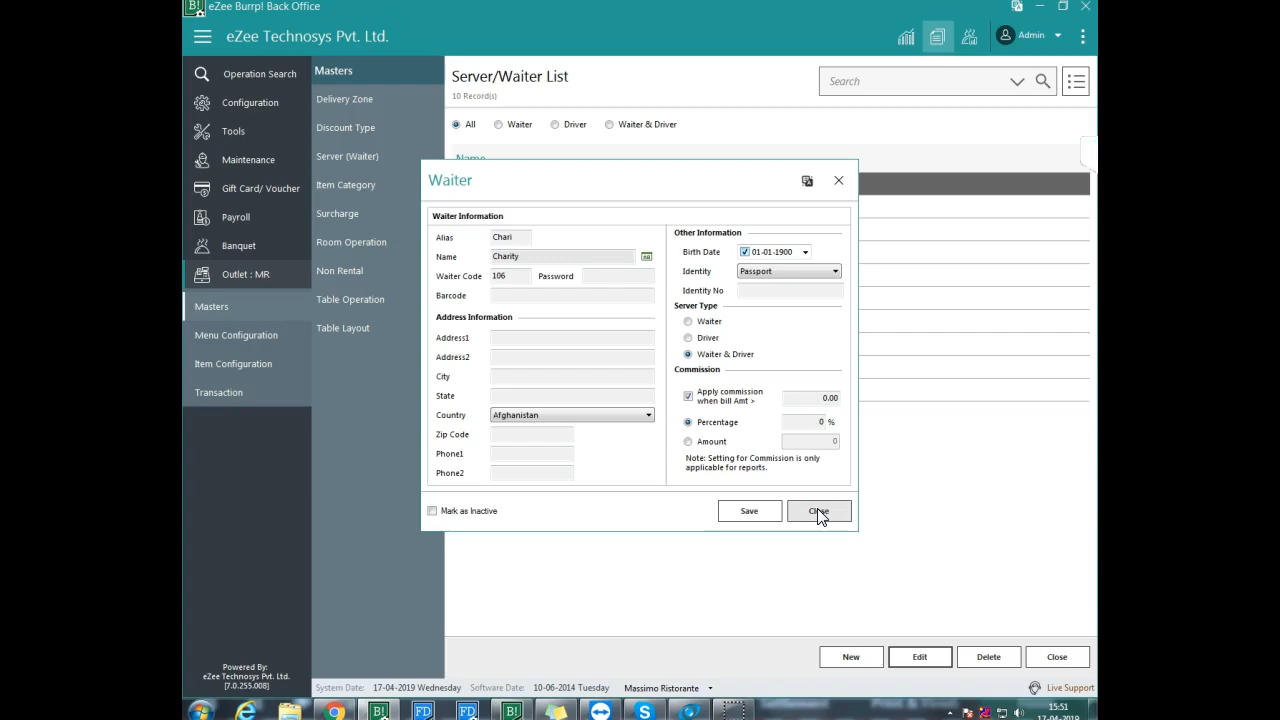 eZee Burrp! Back Office
eZee Technosys Pvt. Ltd.
Admin
Operation Search
Configuration
Tools
Maintenance
Gift Card/ Voucher
Payroll
Banquet
Outlet : MR
Masters
Menu Configuration
Item Configuration
Transaction
Powered By:
eZee Technosys Pvt. Ltd.
[7.0.255.008]
Masters
Delivery Zone
Discount Type
Server (Waiter)
Item Category
Surcharge
Room Operation
Non Rental
Table Operation
Table Layout
Server/Waiter List
10 Record(s)
Search
All Waiter Driver Waiter & Driver
Name
Waiter
Waiter Information
Alias Chari
Name Charity
Waiter Code 106 Password
Barcode
Address Information
Address1
Address2
City
State
Country Afghanistan
Zip Code
Phone1
Phone2
Other Information
Birth Date 01-01-1900
Identity Passport
Identity No
Server Type
Waiter
Driver
Waiter & Driver
Commission
Apply commission
when bill Amt > 0.00
Percentage 0 %
Amount 0
Note: Setting for Commission is only
applicable for reports.
Mark as Inactive
Save Close
New Edit Delete Close
System Date: 17-04-2019 Wednesday Software Date: 10-06-2014 Tuesday Massimo Ristorante Live Support
B! FD FD B!
15:51
17-04-2019